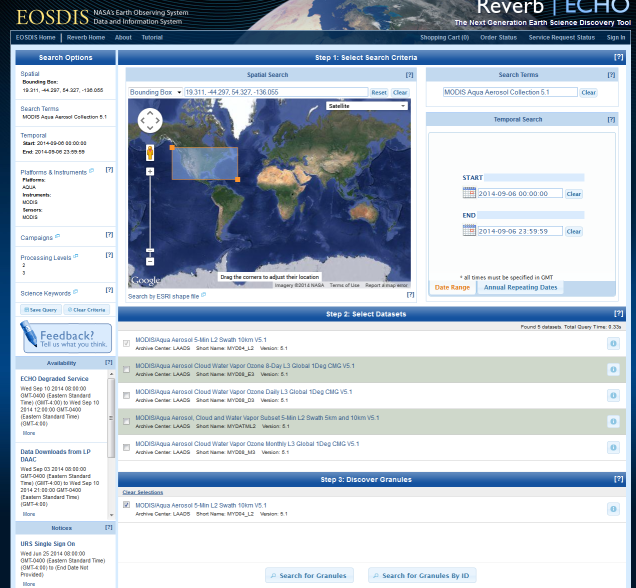 EOSDIS NASA's Earth Observing System
Data and Information System
Reverb | ECHO
The Next Generation Earth Science Discovery Tool
EOSDIS Home Reverb Home About Tutorial Shopping Cart (0) Order Status Service Request Status Sign In
Search Options
Spatial
Bounding Box:
19.311, -44.297, 54.327, -136.055
Search Terms
MODIS Aqua Aerosol Collection 5.1
Temporal
Start: 2014-09-06 00:00:00
End: 2014-09-06 23:59:59
Platforms & Instruments [?]
Platforms:
AQUA
Instruments:
MODIS
Sensors:
MODIS
Campaigns [?]
Processing Levels [?]
2
3
Science Keywords [?]
Save Query Clear Criteria
Feedback?
Tell us what you think.
Availability [?]
ECHO Degraded Service
Wed Sep 10 2014 08:00:00
GMT-0400 (Eastern Standard
Time) (GMT-4:00) to Wed Sep 10
2014 12:00:00 GMT-0400
(Eastern Standard Time)
(GMT-4:00)
More
Data Downloads from LP
DAAC
Wed Sep 03 2014 08:00:00
GMT-0400 (Eastern Standard
Time) (GMT-4:00) to Wed Sep 10
2014 21:00:00 GMT-0400
(Eastern Standard Time)
(GMT-4:00)
More
Notices [?]
URS Single Sign On
Wed Jun 25 2014 08:00:00
GMT-0400 (Eastern Standard Time)
(GMT-4:00) to (End Date Not
Provided)
More
Step 1: Select Search Criteria [?]
Spatial Search [?]
Bounding Box 19.311, -44.297, 54.327, -136.055 Reset Clear
Satellite
Drag the corners to adjust their location
Google Imagery ©2014 NASA Terms of Use Report a map error
Search by ESRI shape file [?]
Search Terms [?]
MODIS Aqua Aerosol Collection 5.1 Clear
Temporal Search [?]
START
2014-09-06 00:00:00 Clear
END
2014-09-06 23:59:59 Clear
* all times must be specified in GMT
Date Range Annual Repeating Dates
Step 2: Select Datasets [?]
Found 5 datasets. Total Query Time: 0.33s
MODIS/Aqua Aerosol 5-Min L2 Swath 10km V5.1
Archive Center: LAADS Short Name: MYD04_L2 Version: 5.1
MODIS/Aqua Aerosol Cloud Water Vapor Ozone 8-Day L3 Global 1Deg CMG V5.1
Archive Center: LAADS Short Name: MYD08_E3 Version: 5.1
MODIS/Aqua Aerosol Cloud Water Vapor Ozone Daily L3 Global 1Deg CMG V5.1
Archive Center: LAADS Short Name: MYD08_D3 Version: 5.1
MODIS/Aqua Aerosol, Cloud and Water Vapor Subset 5-Min L2 Swath 5km and 10km V5.1
Archive Center: LAADS Short Name: MYDATML2 Version: 5.1
MODIS/Aqua Aerosol Cloud Water Vapor Ozone Monthly L3 Global 1Deg CMG V5.1
Archive Center: LAADS Short Name: MYD08_M3 Version: 5.1
Step 3: Discover Granules [?]
Clear Selections
MODIS/Aqua Aerosol 5-Min L2 Swath 10km V5.1
Archive Center: LAADS Short Name: MYD04_L2 Version: 5.1
Search for Granules Search for Granules By ID